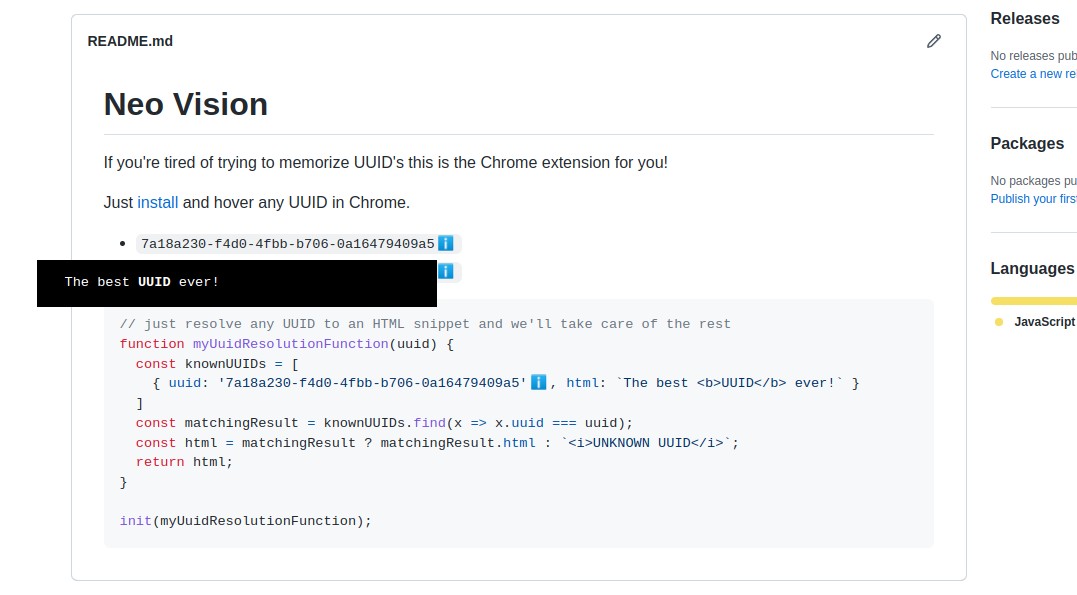 README.md
Neo Vision
If you're tired of trying to memorize UUID's this is the Chrome extension for you!
Just install and hover any UUID in Chrome.
7a18a230-f4d0-4fbb-b706-0a16479409a5
The best UUID ever!
// just resolve any UUID to an HTML snippet and we'll take care of the rest
function myUuidResolutionFunction(uuid) {
  const knownUUIDs = [
    { uuid: '7a18a230-f4d0-4fbb-b706-0a16479409a5', html: `The best <b>UUID</b> ever!` }
  ]
  const matchingResult = knownUUIDs.find(x => x.uuid === uuid);
  const html = matchingResult ? matchingResult.html : `<i>UNKNOWN UUID</i>`;
  return html;
}
init(myUuidResolutionFunction);
Releases
No releases pub
Create a new re
Packages
No packages pu
Publish your first
Languages
JavaScript